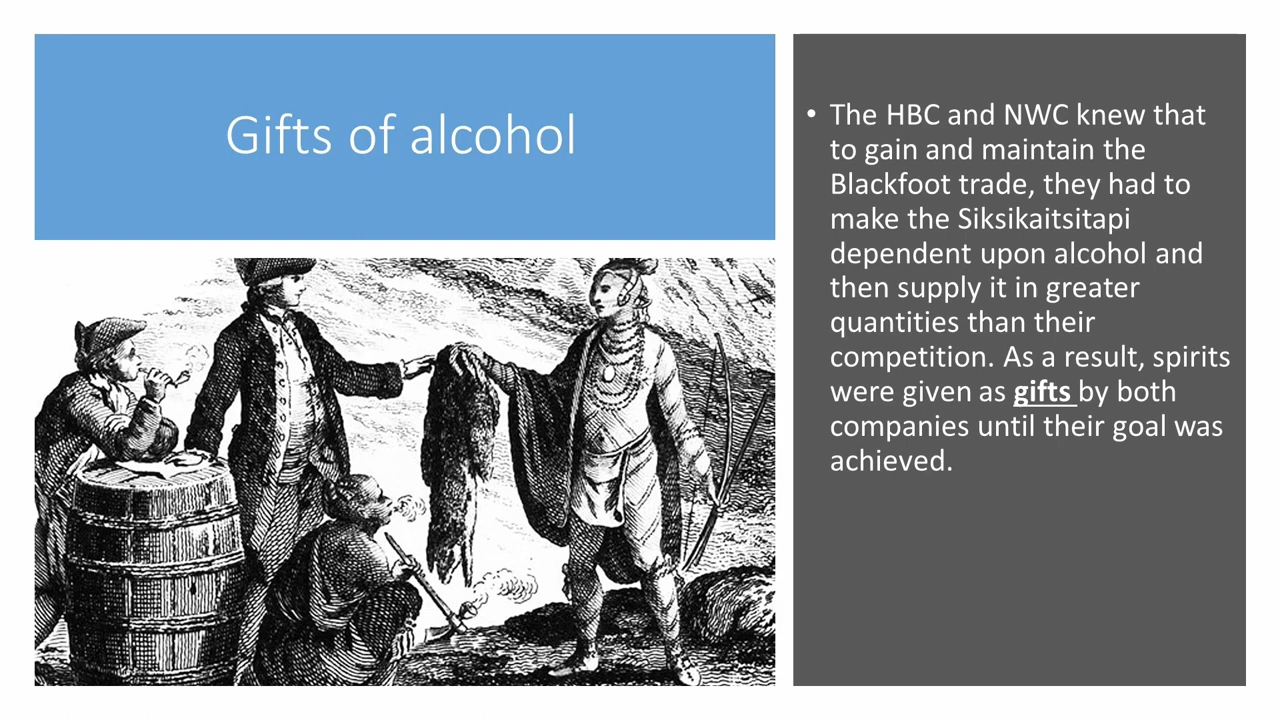 Gifts of alcohol
• The HBC and NWC knew that
to gain and maintain the
Blackfoot trade, they had to
make the Siksikaitsitapi
dependent upon alcohol and
then supply it in greater
quantities than their
competition. As a result, spirits
were given as gifts by both
companies until their goal was
achieved.